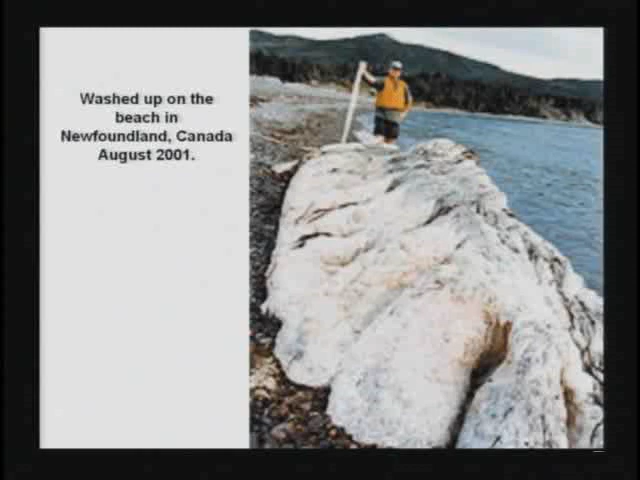 Washed up on the
beach in
Newfoundland, Canada
August 2001.